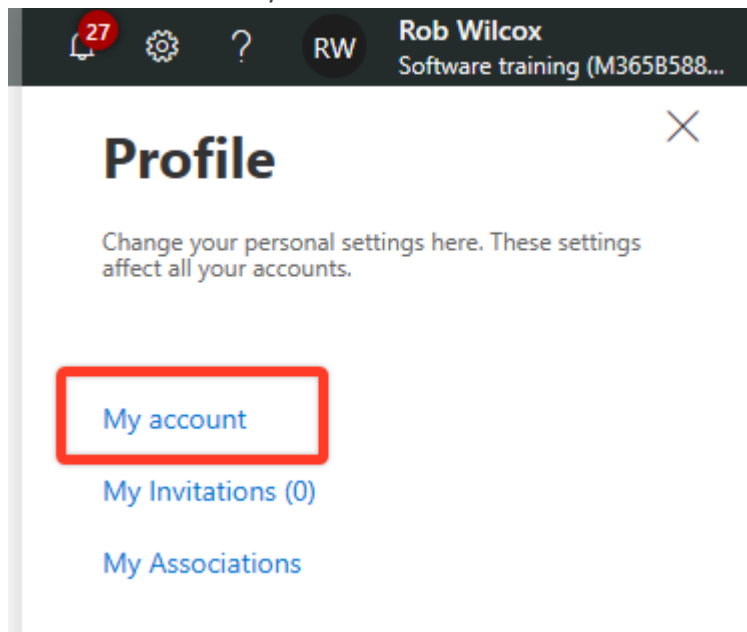 27
?
RW
Rob Wilcox
Software training (M365B588...
Profile
Change your personal settings here. These settings
affect all your accounts.
My account
My Invitations (0)
My Associations